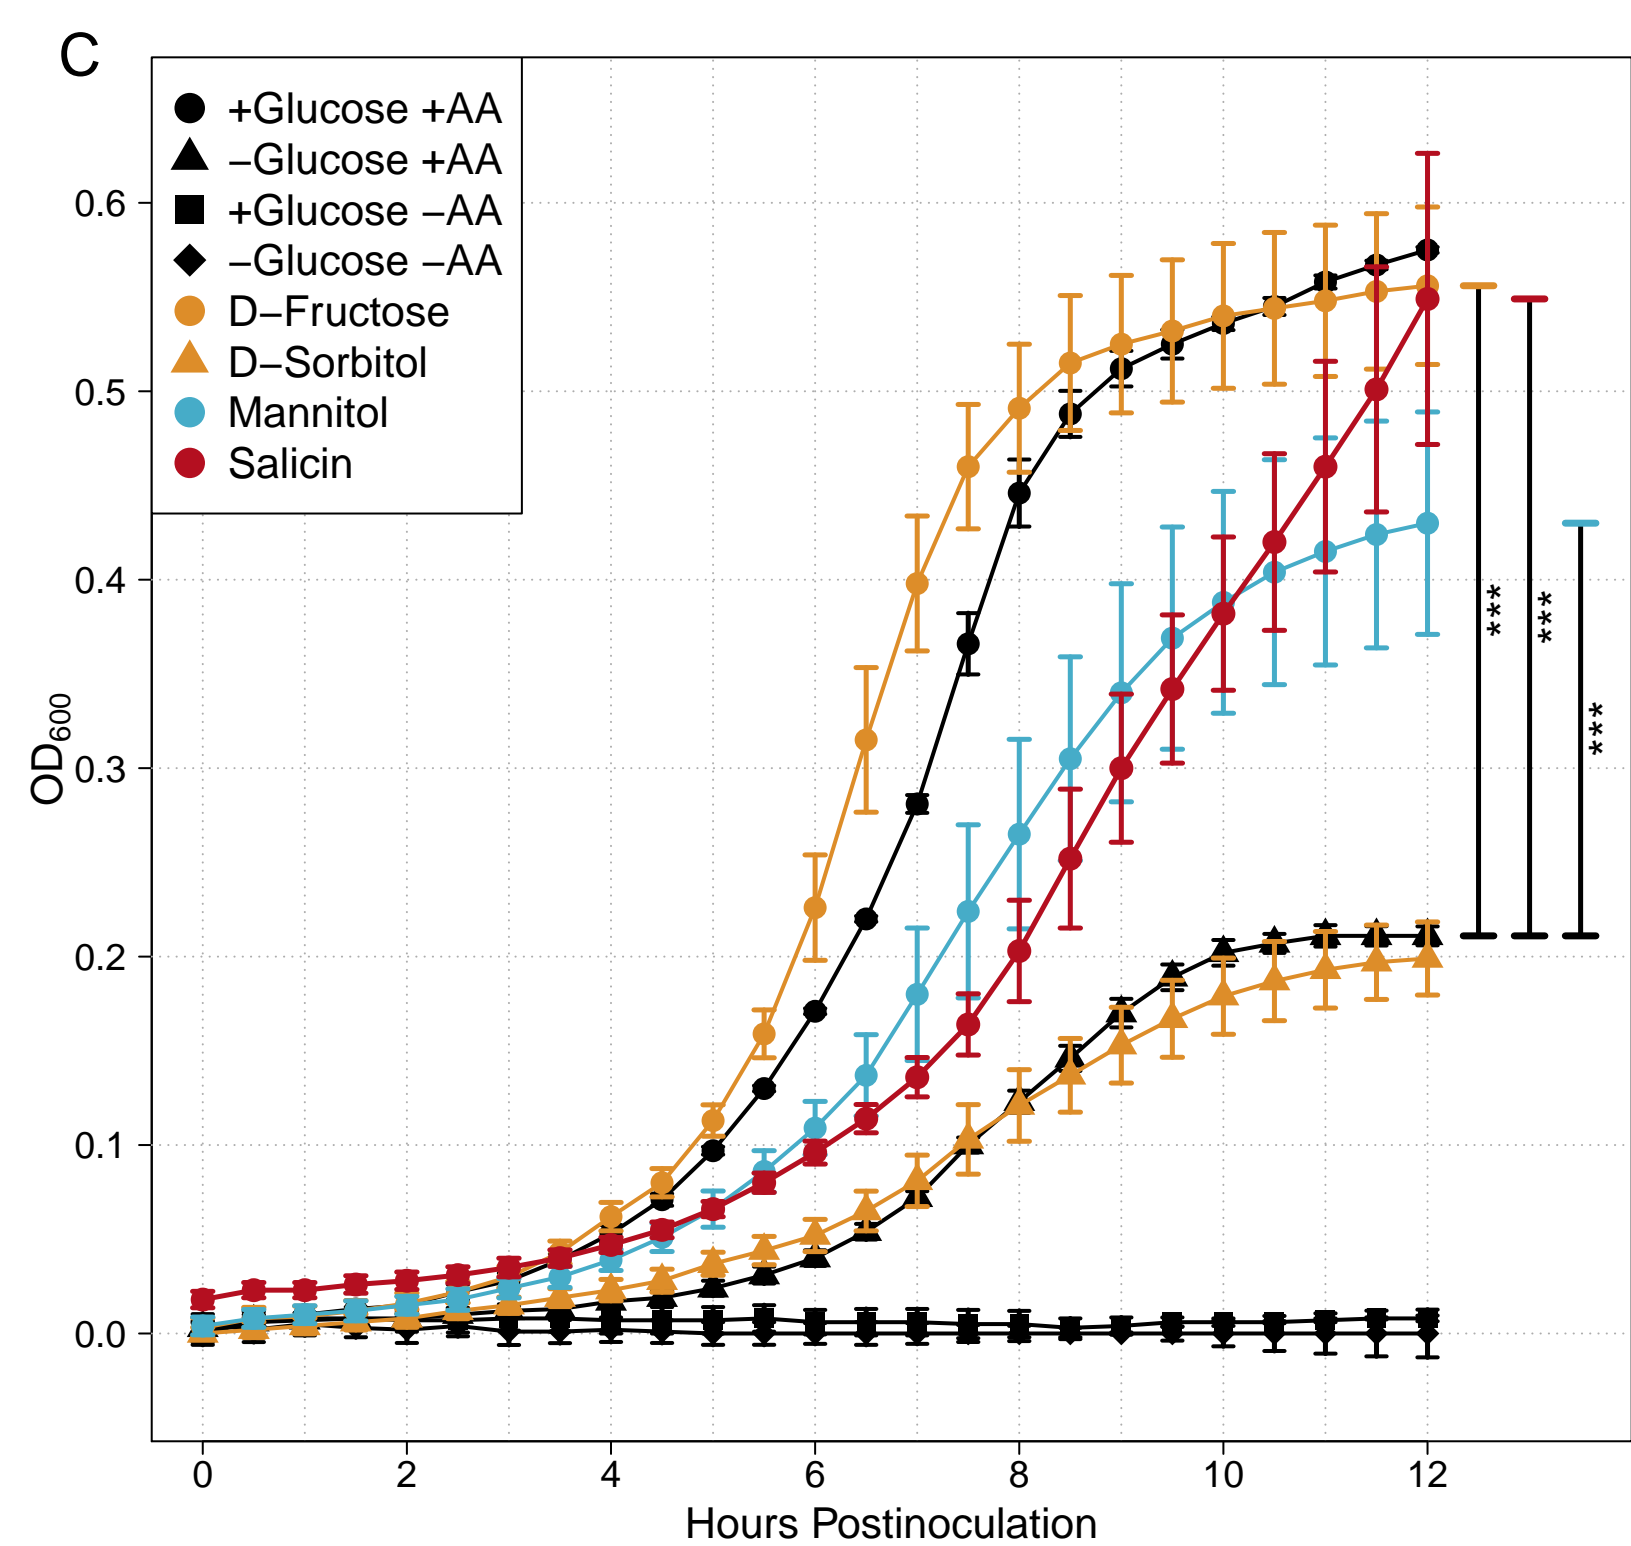 C
+Glucose +AA
−Glucose +AA
+Glucose −AA
−Glucose −AA
D−Fructose
D−Sorbitol
Mannitol
Salicin
0.6
0.5
0.4
0.3
0.2
0.1
0.0
OD600
***
***
***
0 2 4 6 8 10 12
Hours Postinoculation